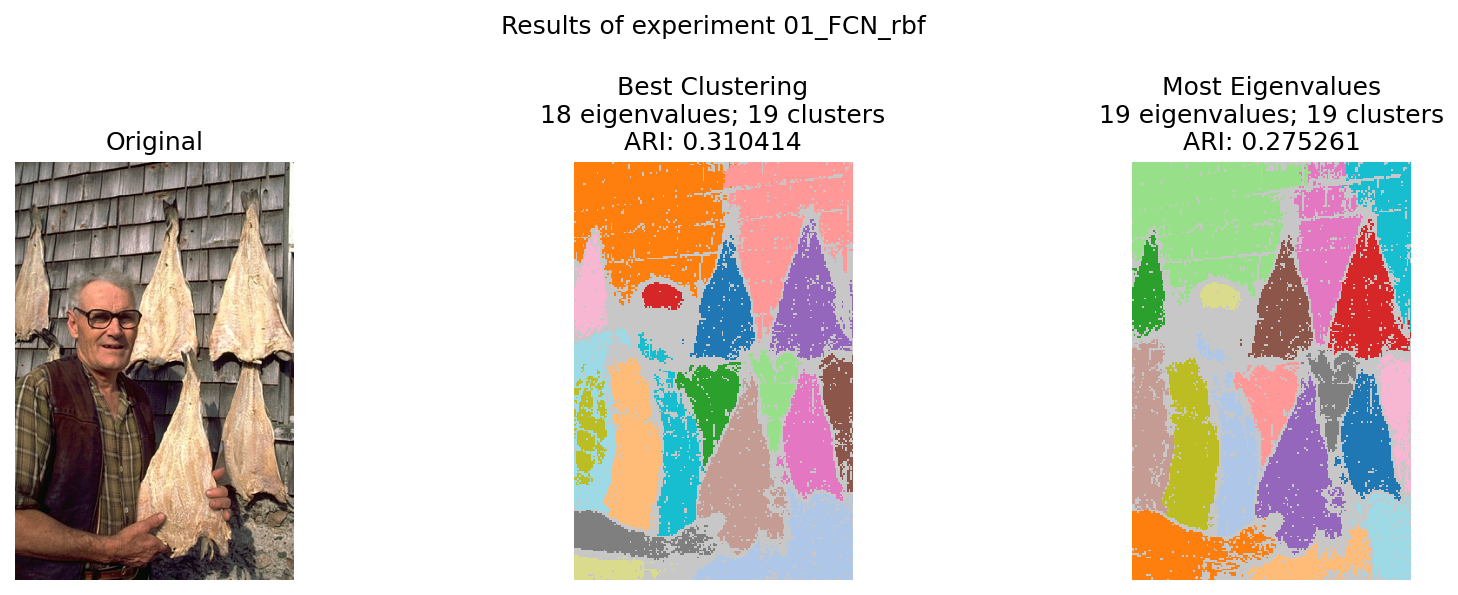 Results of experiment 01_FCN_rbf
Original
Best Clustering
18 eigenvalues; 19 clusters
ARI: 0.310414
Most Eigenvalues
19 eigenvalues; 19 clusters
ARI: 0.275261